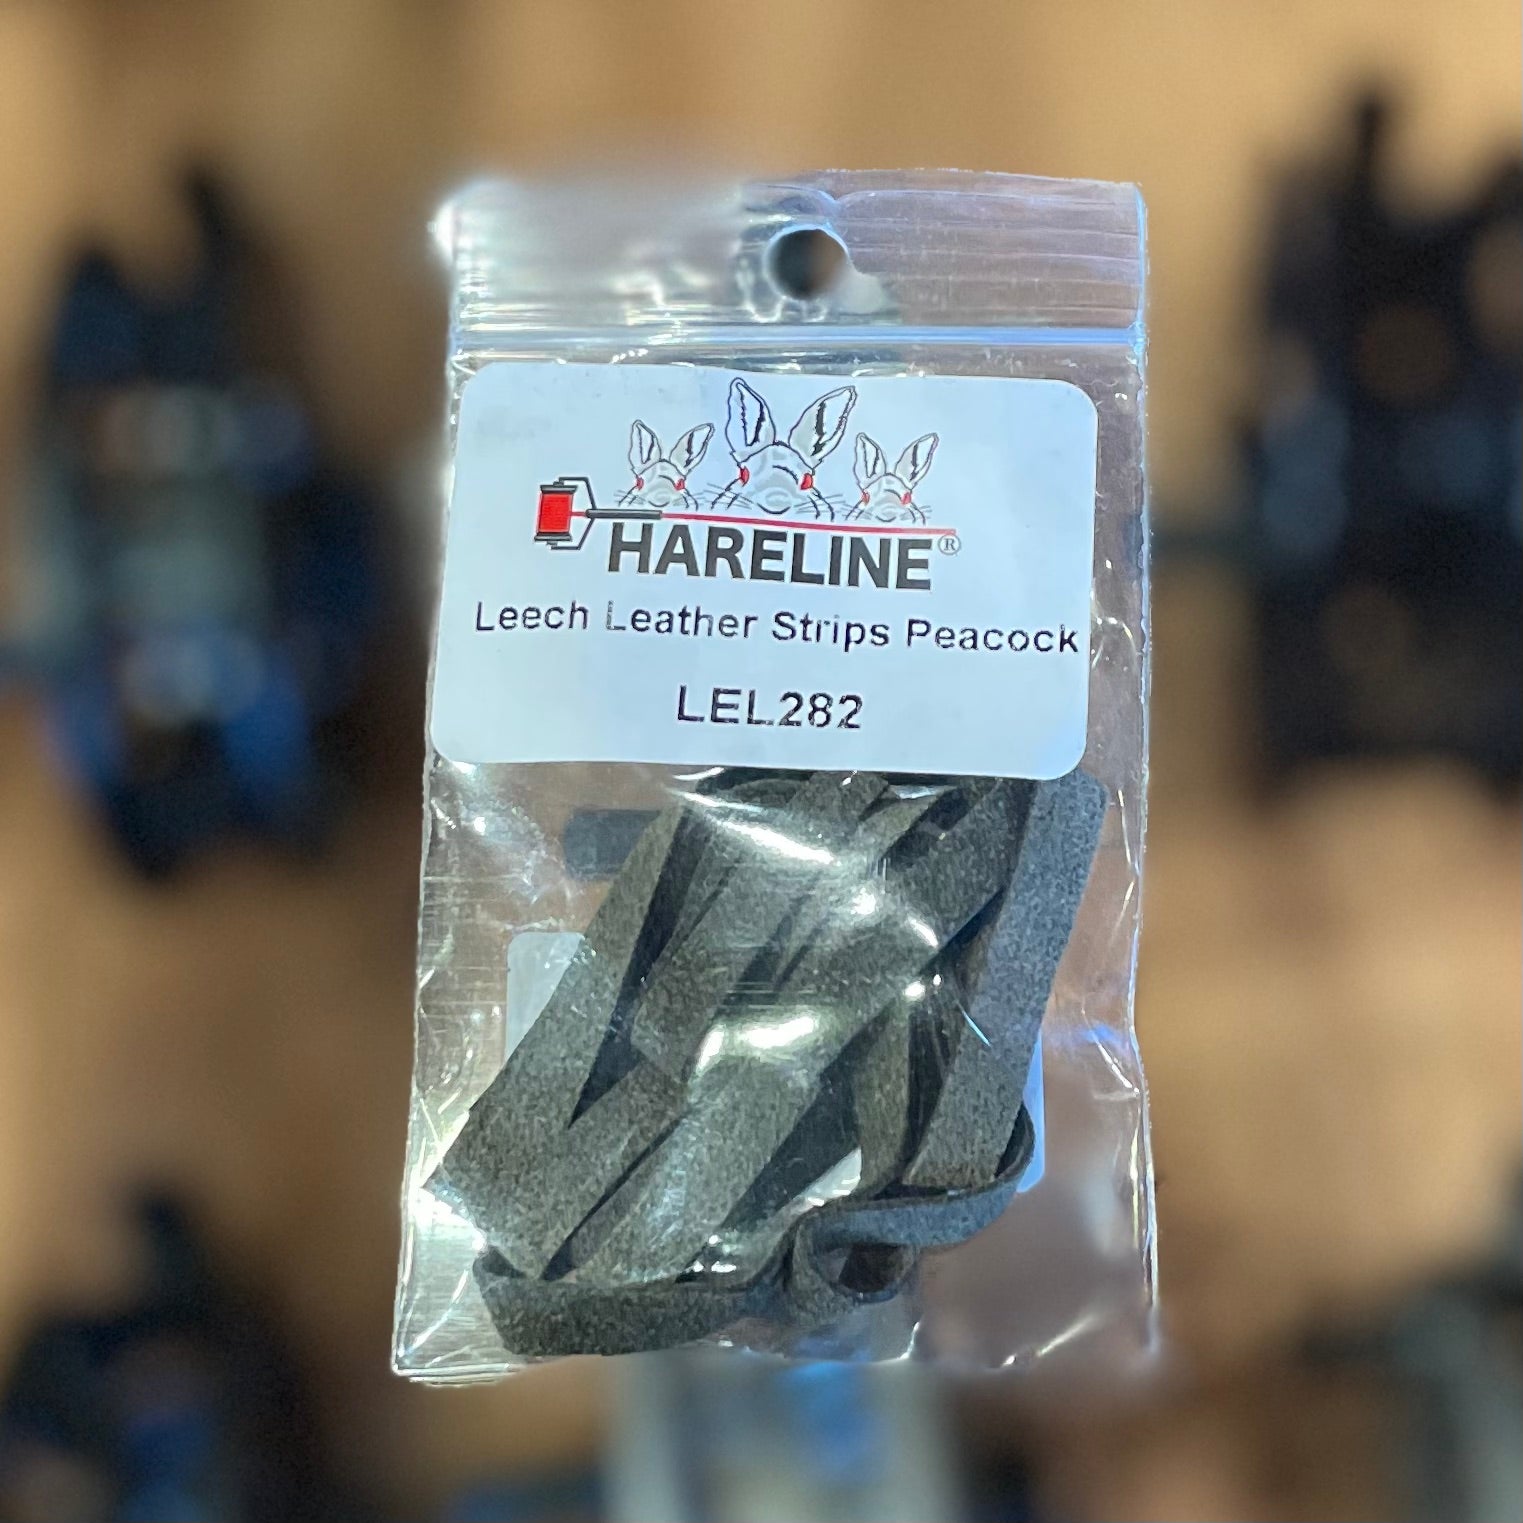 HARELINE®
Leech Leather Strips Peacock
LEL282